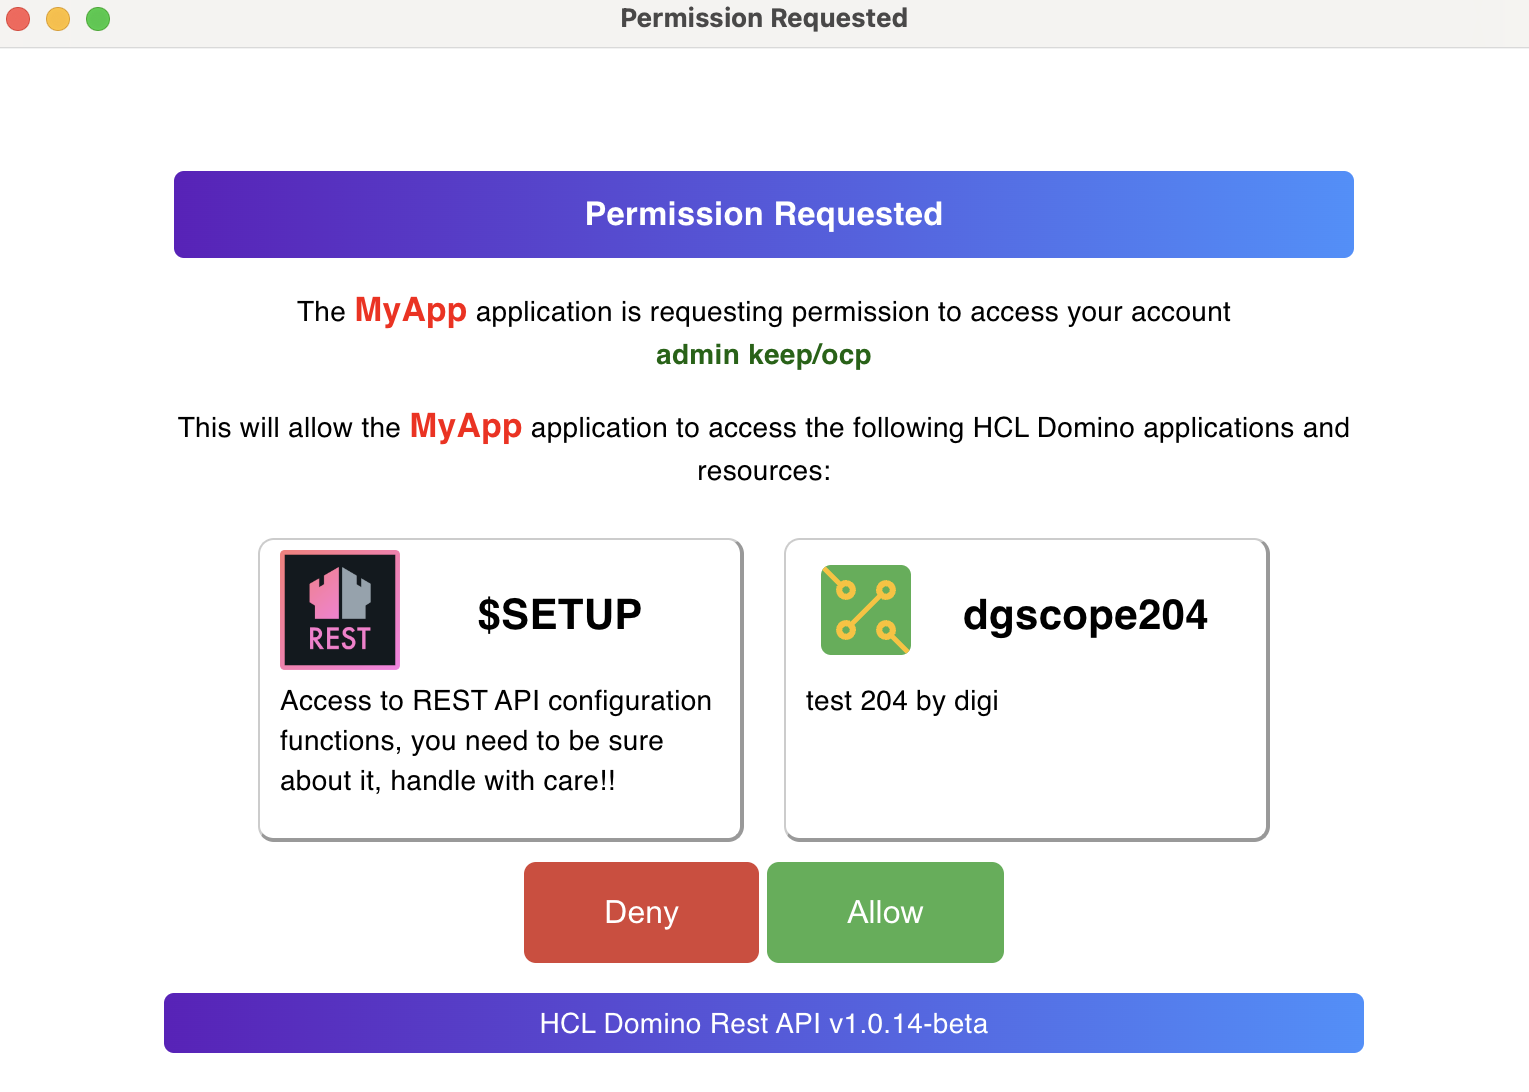 Permission Requested
Permission Requested
The MyApp application is requesting permission to access your account
admin keep/ocp
This will allow the MyApp application to access the following HCL Domino applications and
resources:
REST
$SETUP
Access to REST API configuration
functions, you need to be sure
about it, handle with care!!
dgscope204
test 204 by digi
Deny
Allow
HCL Domino Rest API v1.0.14-beta